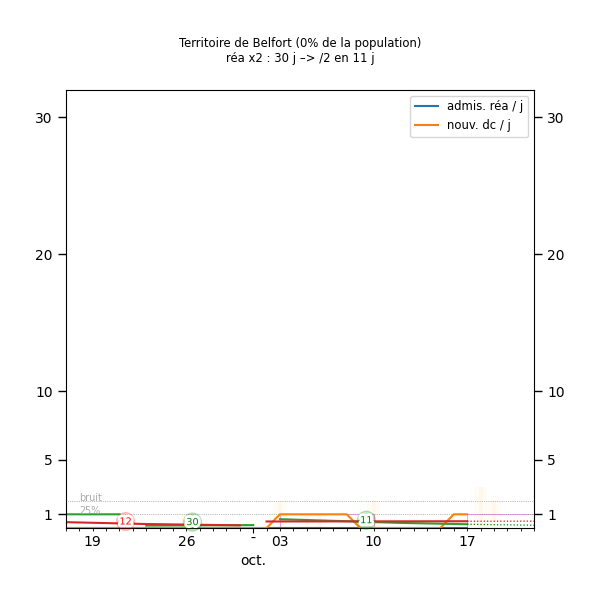 Territoire de Belfort (0% de la population)
réa x2 : 30 j –> /2 en 11 j
admis. réa / j
nouv. dc / j
30 30
20 20
10 10
5 5
bruit
25%
1 12 30 11 1
19 26 - 03 10 17
oct.